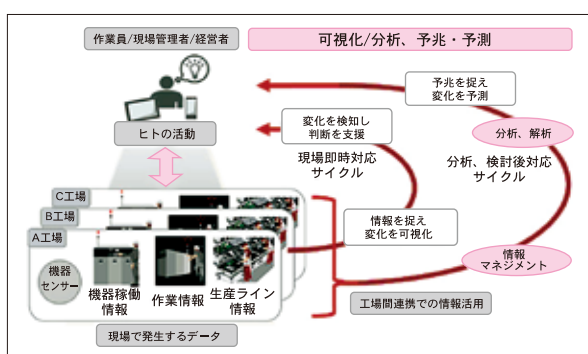 作業員/現場管理者/経営者
可視化/分析、予兆・予測
予兆を捉え
変化を予測
変化を検知し
判断を支援
分析、解析
ヒトの活動
現場即時対応
サイクル
分析、検討後対応
サイクル
C工場
B工場
A工場
情報を捉え
変化を可視化
機器
センサー
機器稼働
情報
作業情報
生産ライン
情報
情報
マネジメント
工場間連携での情報活用
現場で発生するデータ